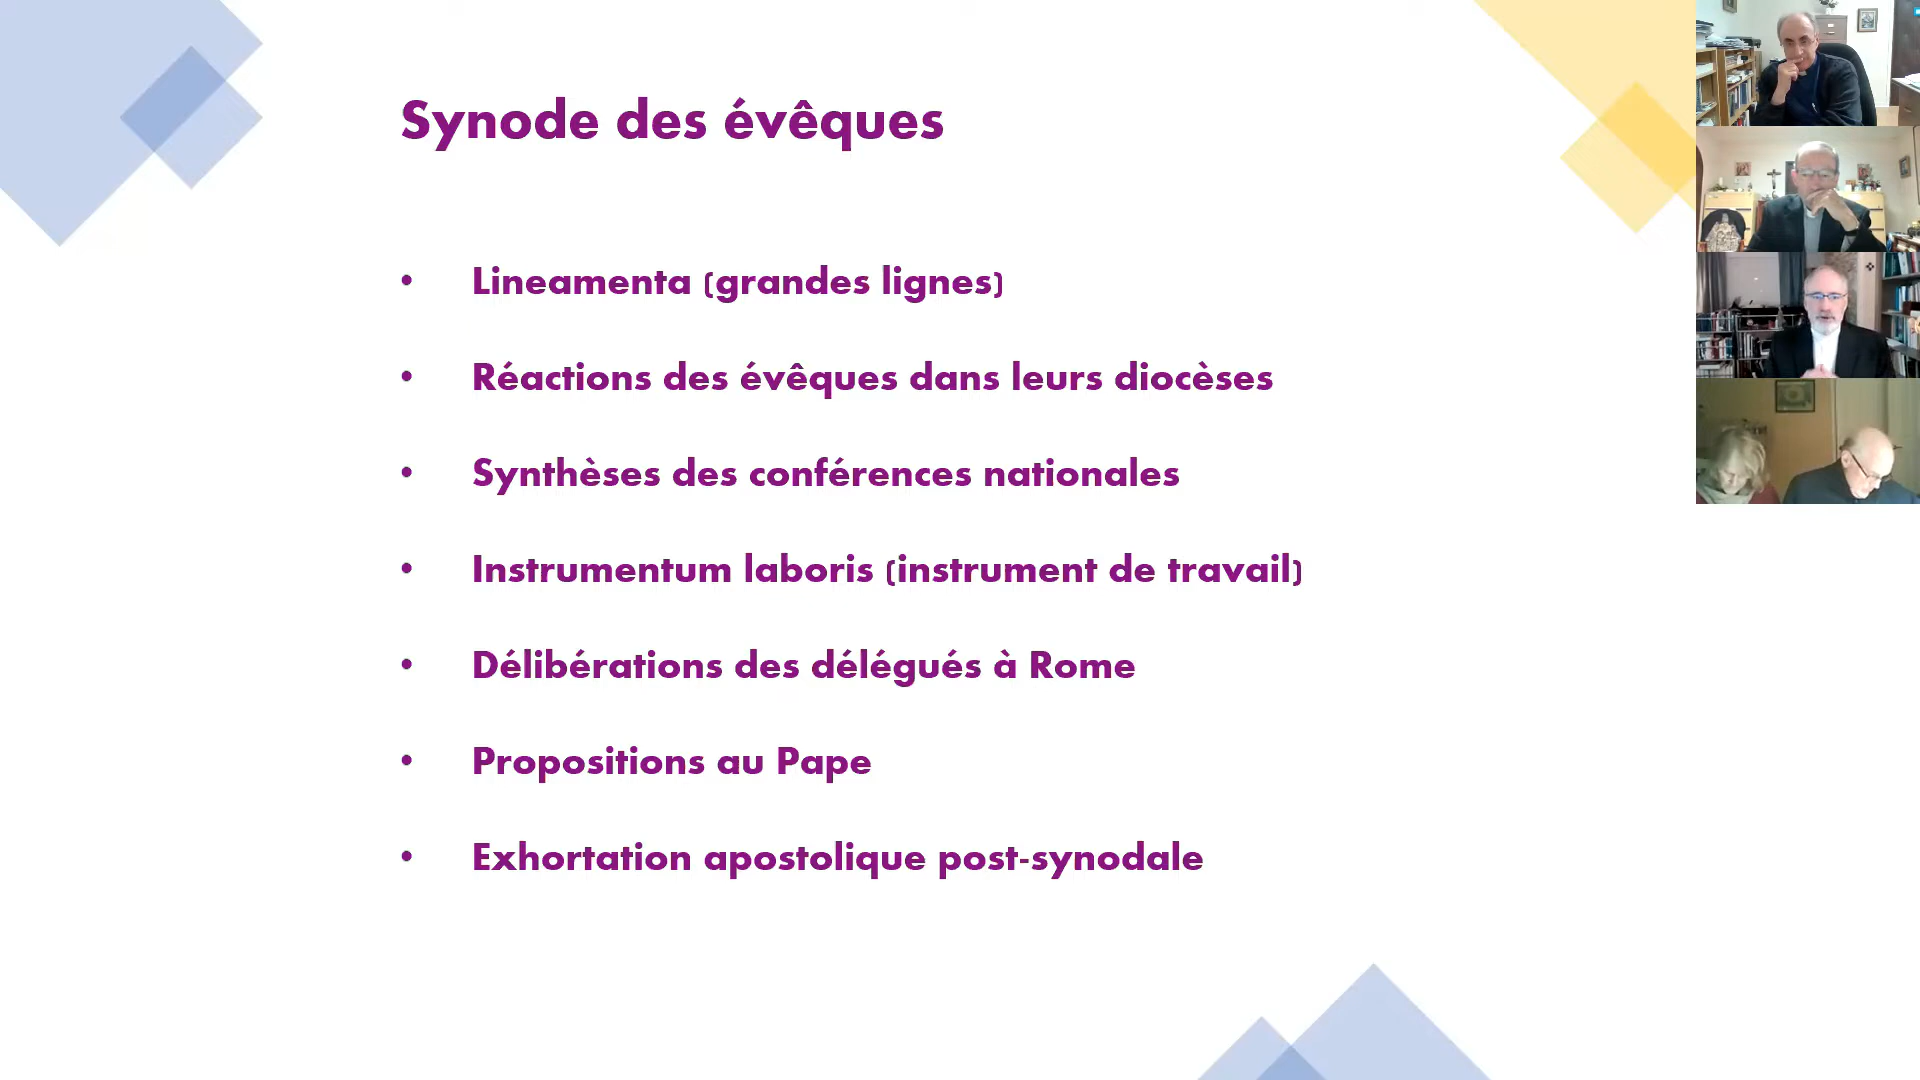 Synode des évêques
• Lineamenta (grandes lignes)
• Réactions des évêques dans leurs diocèses
• Synthèses des conférences nationales
• Instrumentum laboris (instrument de travail)
• Délibérations des délégués à Rome
• Propositions au Pape
• Exhortation apostolique post-synodale